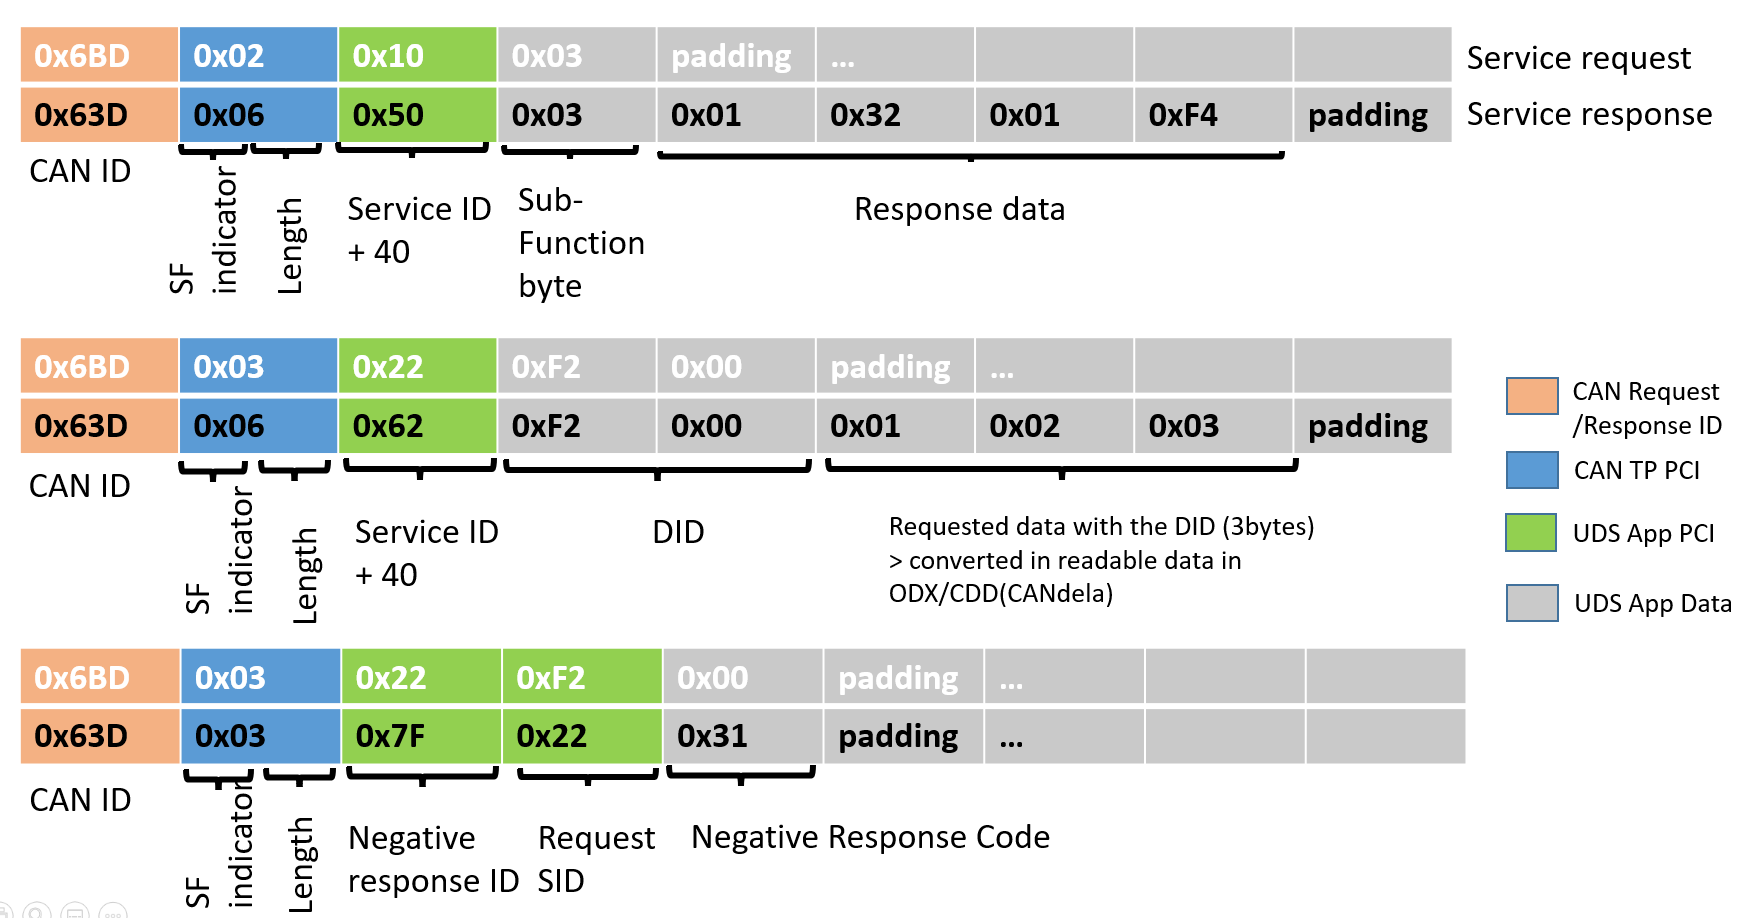 0x6BD 0x02 0x10 0x03 padding ... Service request
0x63D 0x06 0x50 0x03 0x01 0x32 0x01 0xF4 padding Service response
CAN ID
SF
indicator
Length
Service ID
+ 40
Sub-
Function
byte
Response data
0x6BD 0x03 0x22 0xF2 0x00 padding ...
0x63D 0x06 0x62 0xF2 0x00 0x01 0x02 0x03 padding
CAN ID
SF
indicator
Length
Service ID
+ 40
DID
Requested data with the DID (3bytes)
> converted in readable data in
ODX/CDD(CANdela)
CAN Request
/Response ID
CAN TP PCI
UDS App PCI
UDS App Data
0x6BD 0x03 0x22 0xF2 0x00 padding ...
0x63D 0x03 0x7F 0x22 0x31 padding ...
CAN ID
SF
indicator
Length
Negative
response ID
Request
SID
Negative Response Code